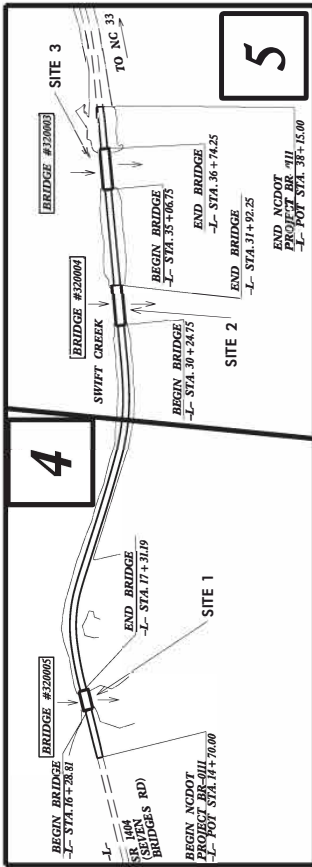 4
5
BRIDGE #320005
BEGIN BRIDGE
-L- STA. 16 + 28.81
-L-
SR 1404
(SEVEN
BRIDGES RD)
BEGIN NCDOT
PROJECT BR-0111
-L- POT STA. 14 + 70.00
END BRIDGE
-L- STA. 17 + 31.19
SITE 1
SWIFT CREEK
BRIDGE #320004
BEGIN BRIDGE
-L- STA. 30 + 24.75
SITE 2
END BRIDGE
-L- STA. 31 + 92.25
BRIDGE #320003
SITE 3
BEGIN BRIDGE
-L- STA. 35 + 06.75
END BRIDGE
-L- STA. 36 + 74.25
TO NC 33
END NCDOT
PROJECT BR-0111
-L- POT STA. 38 + 15.00